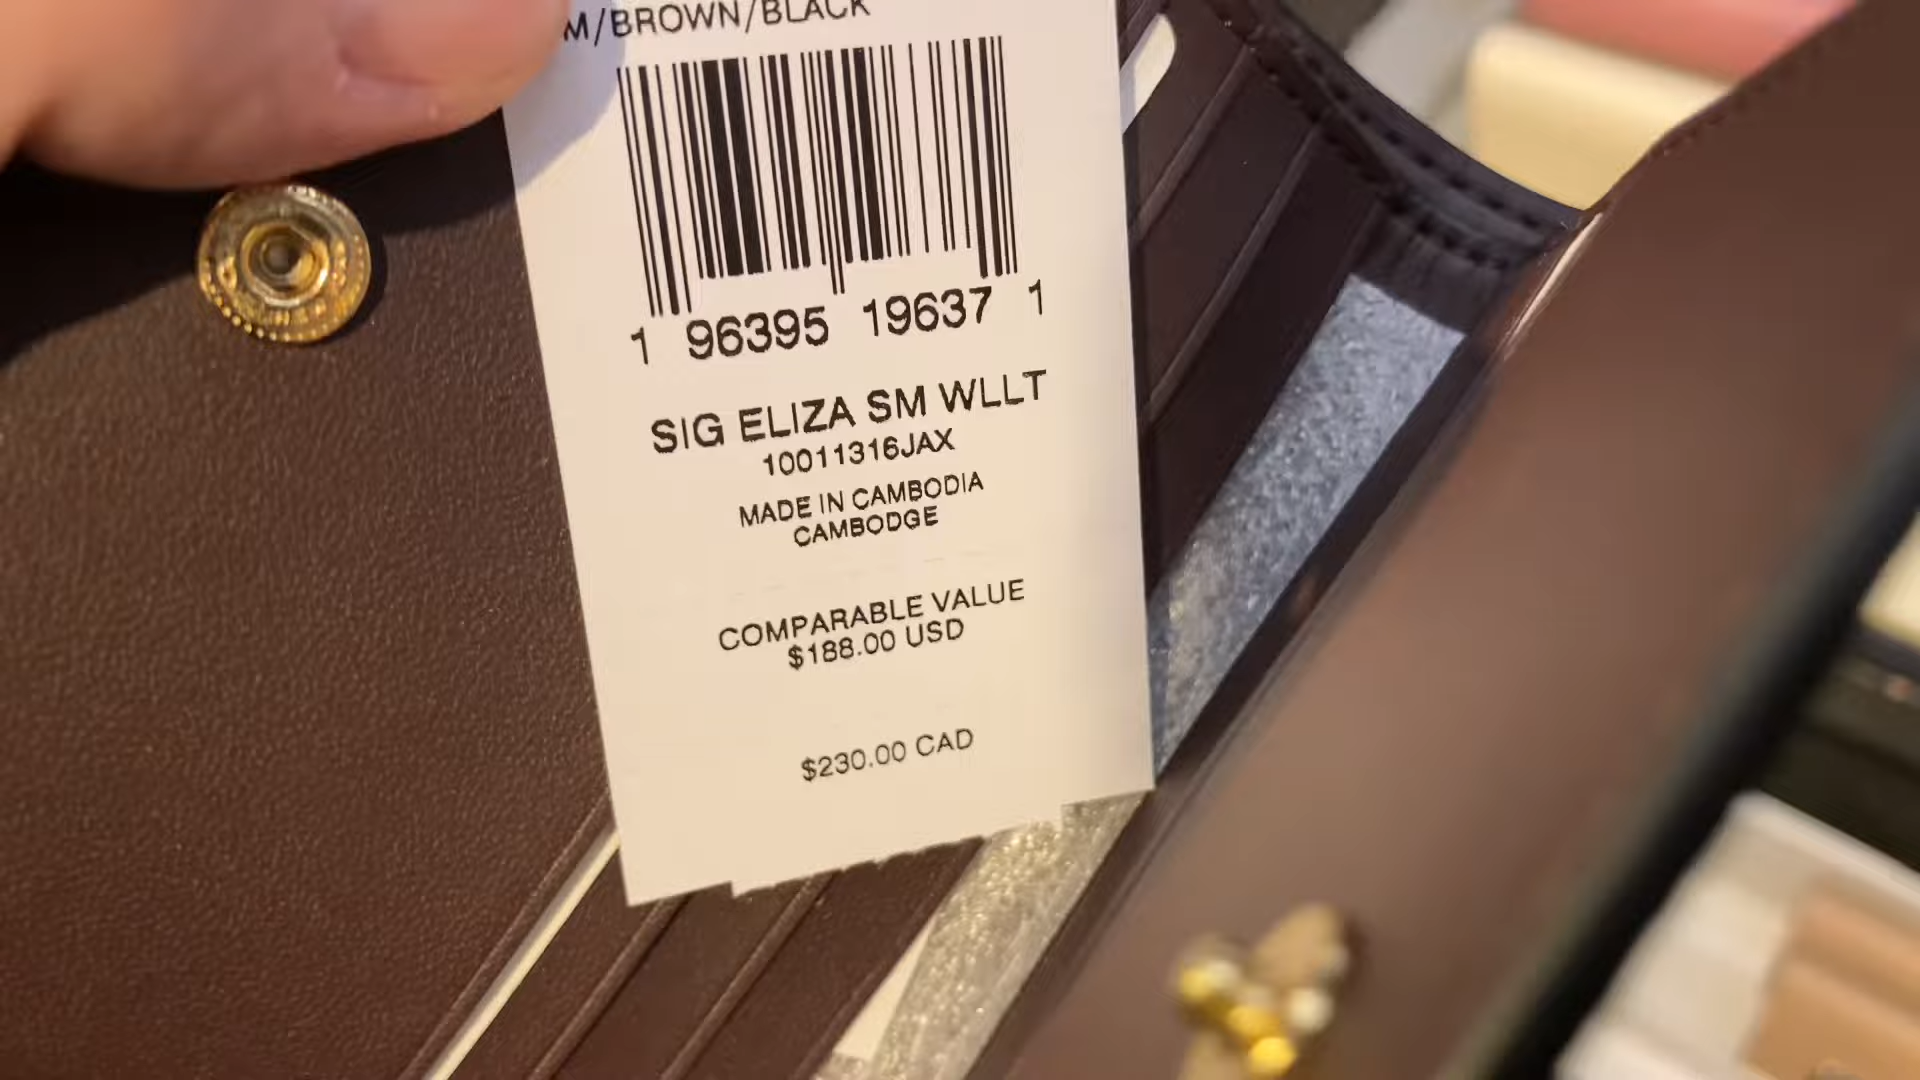 M/BROWN/BLACK
1 96395 19637 1
SIG ELIZA SM WLLT
10011316JAX
MADE IN CAMBODIA
CAMBODGE
COMPARABLE VALUE
$188.00 USD
$230.00 CAD